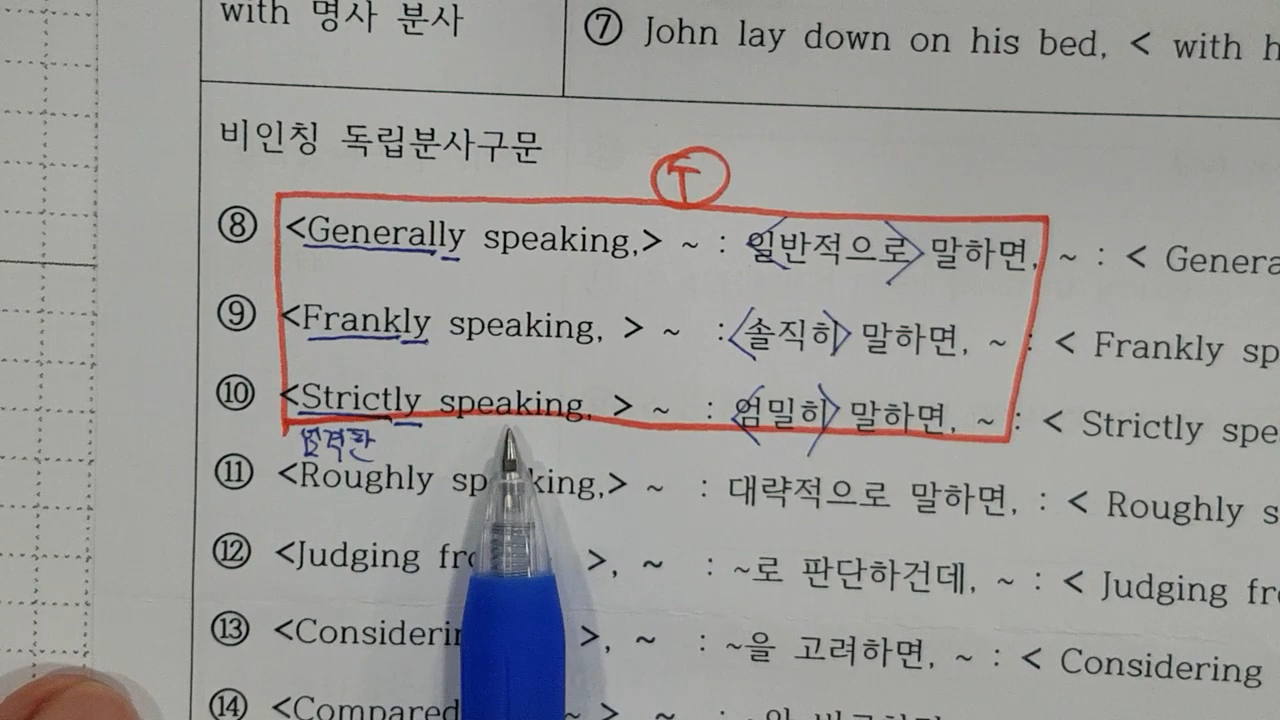 with 명사 분사
⑦ John lay down on his bed, < with h
비인칭 독립분사구문
T
⑧ <Generally speaking,> ~ : 일반적으로 말하면, ~ : < Genera
⑨ <Frankly speaking, > ~ : 솔직히 말하면, ~ : < Frankly sp
⑩ <Strictly speaking, > ~ : 엄밀히 말하면, ~ : < Strictly spe
엄격한
⑪ <Roughly sp king,> ~ : 대략적으로 말하면, : < Roughly s
⑫ <Judging fro >, ~ : ~로 판단하건데, ~ : < Judging fr
⑬ <Considerin >, ~ : ~을 고려하면, ~ : < Considering
⑭ <Compared ~ > ~ :